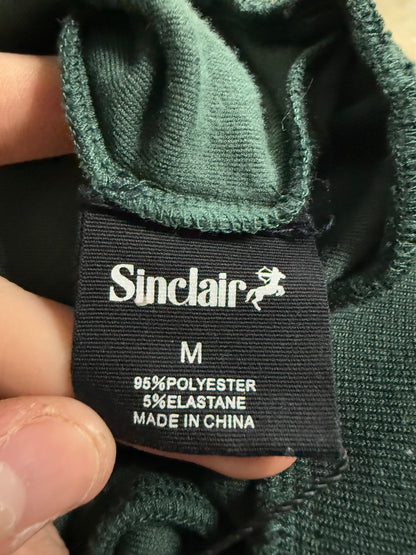 Sinclair
M
95%POLYESTER
5%ELASTANE
MADE IN CHINA